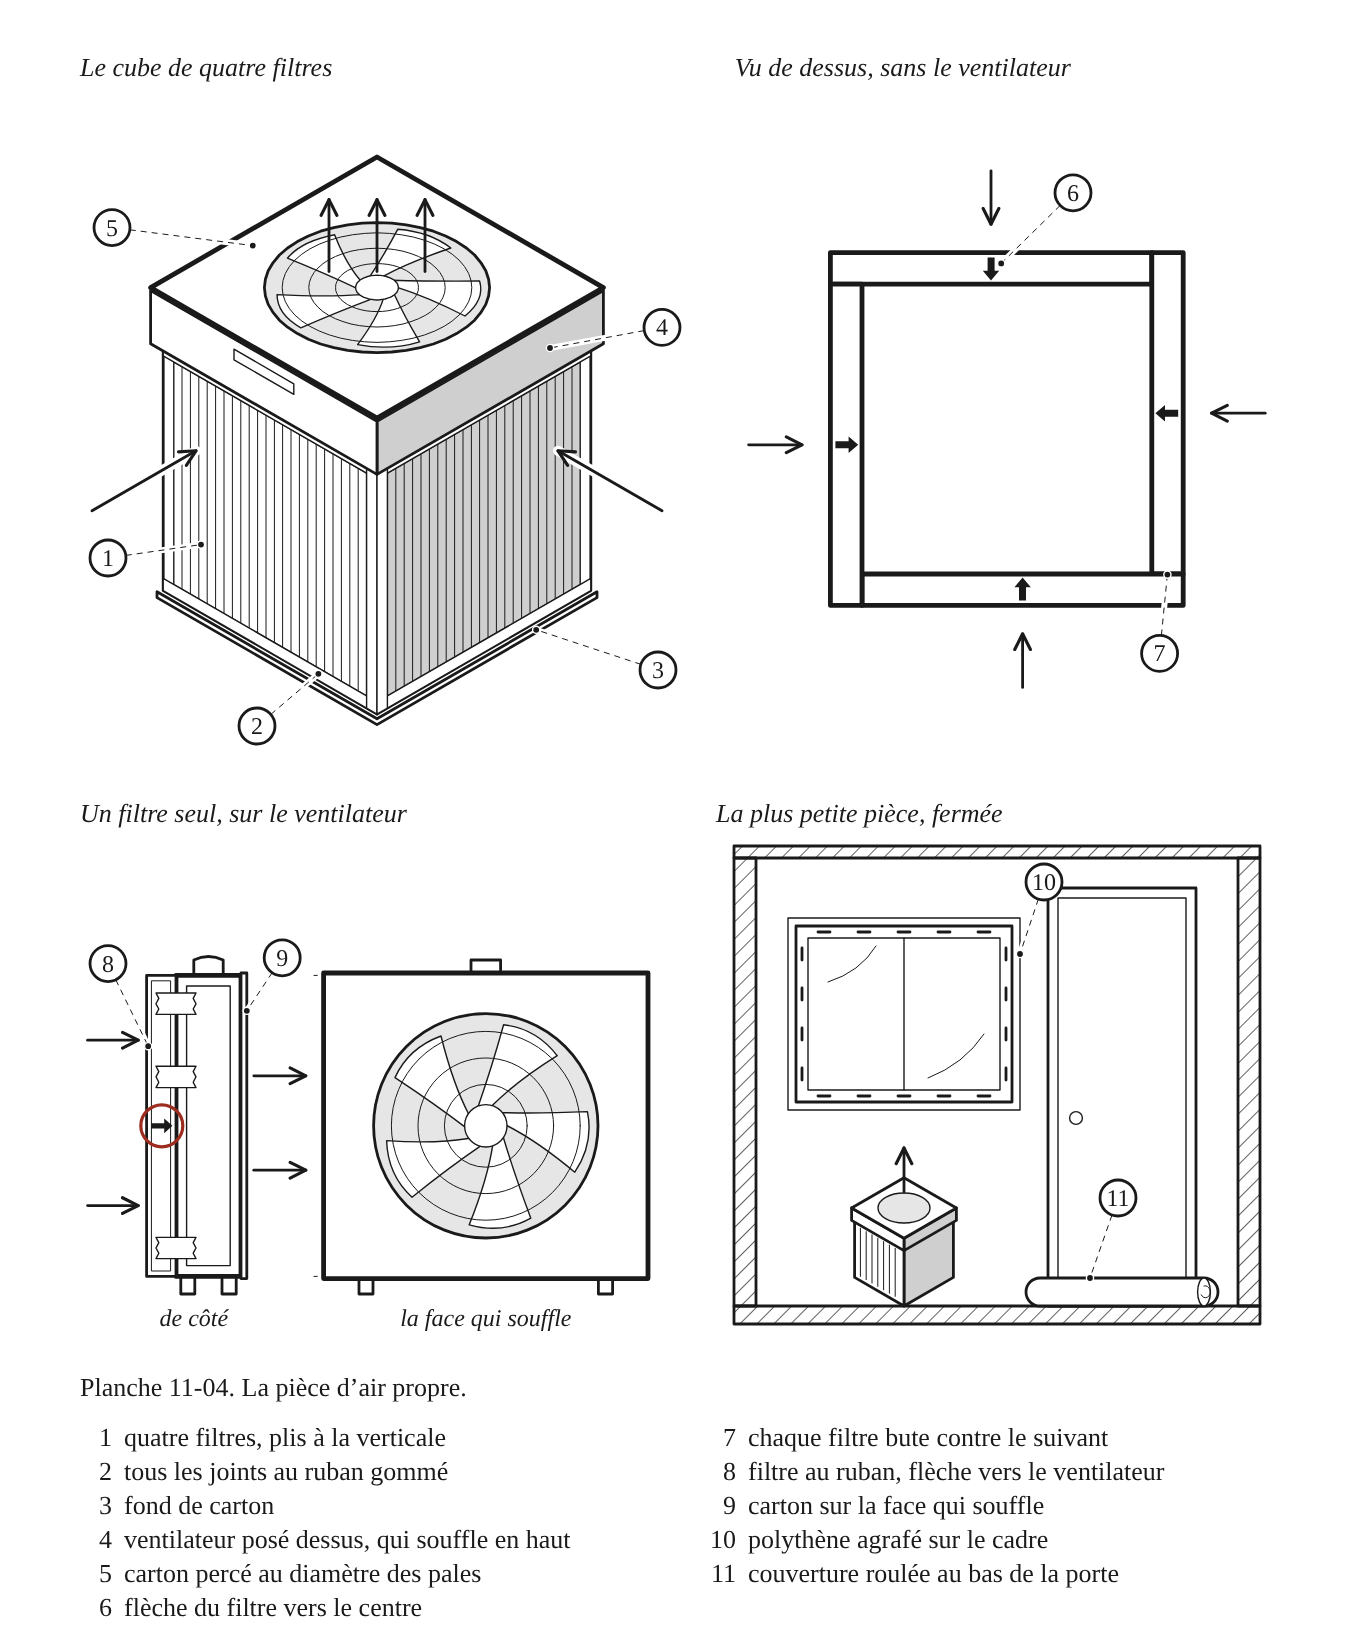 Le cube de quatre filtres
Vu de dessus, sans le ventilateur
5
6
4
1
3
7
2
Un filtre seul, sur le ventilateur
La plus petite pièce, fermée
10
8
9
11
de côté
la face qui souffle
Planche 11-04. La pièce d’air propre.
1 quatre filtres, plis à la verticale
2 tous les joints au ruban gommé
3 fond de carton
4 ventilateur posé dessus, qui souffle en haut
5 carton percé au diamètre des pales
6 flèche du filtre vers le centre
7 chaque filtre bute contre le suivant
8 filtre au ruban, flèche vers le ventilateur
9 carton sur la face qui souffle
10 polythène agrafé sur le cadre
11 couverture roulée au bas de la porte